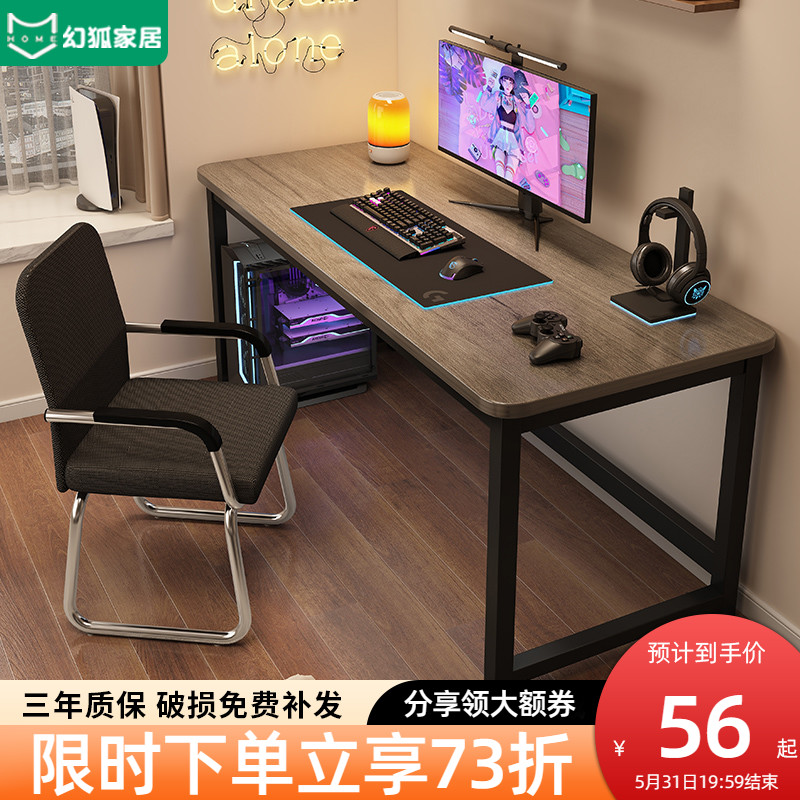 HOME
幻狐家居
alone
三年质保 破损免费补发
分享领大额券
限时下单立享73折
预计到手价
¥ 56 起
5月31日19:59结束